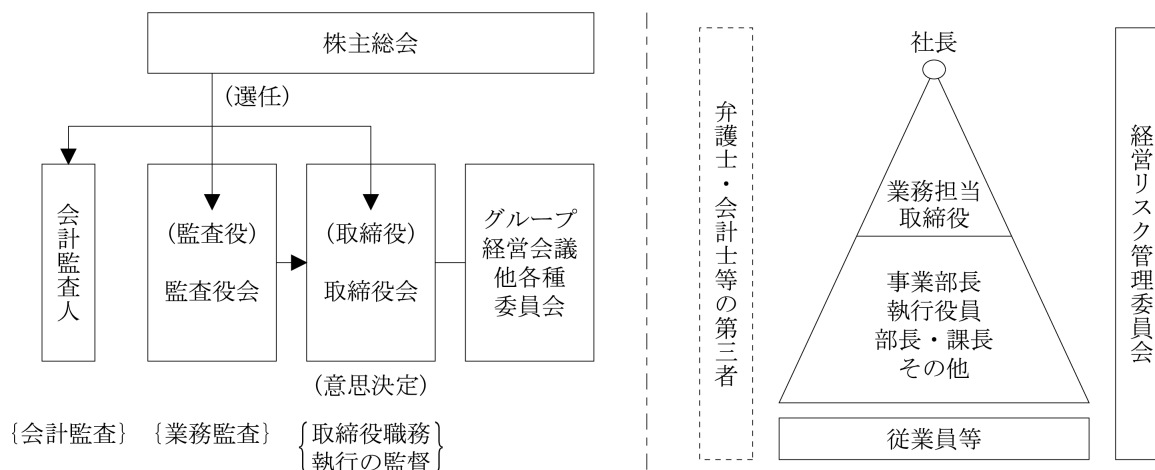 株主総会
(選任)
会計監査人
(監査役)
監査役会
(取締役)
取締役会
グループ
経営会議
他各種
委員会
(意思決定)
{会計監査}
{業務監査}
{取締役職務
執行の監督}
弁護士・会計士等の第三者
社長
業務担当
取締役
事業部長
執行役員
部長・課長
その他
従業員等
経営リスク管理委員会